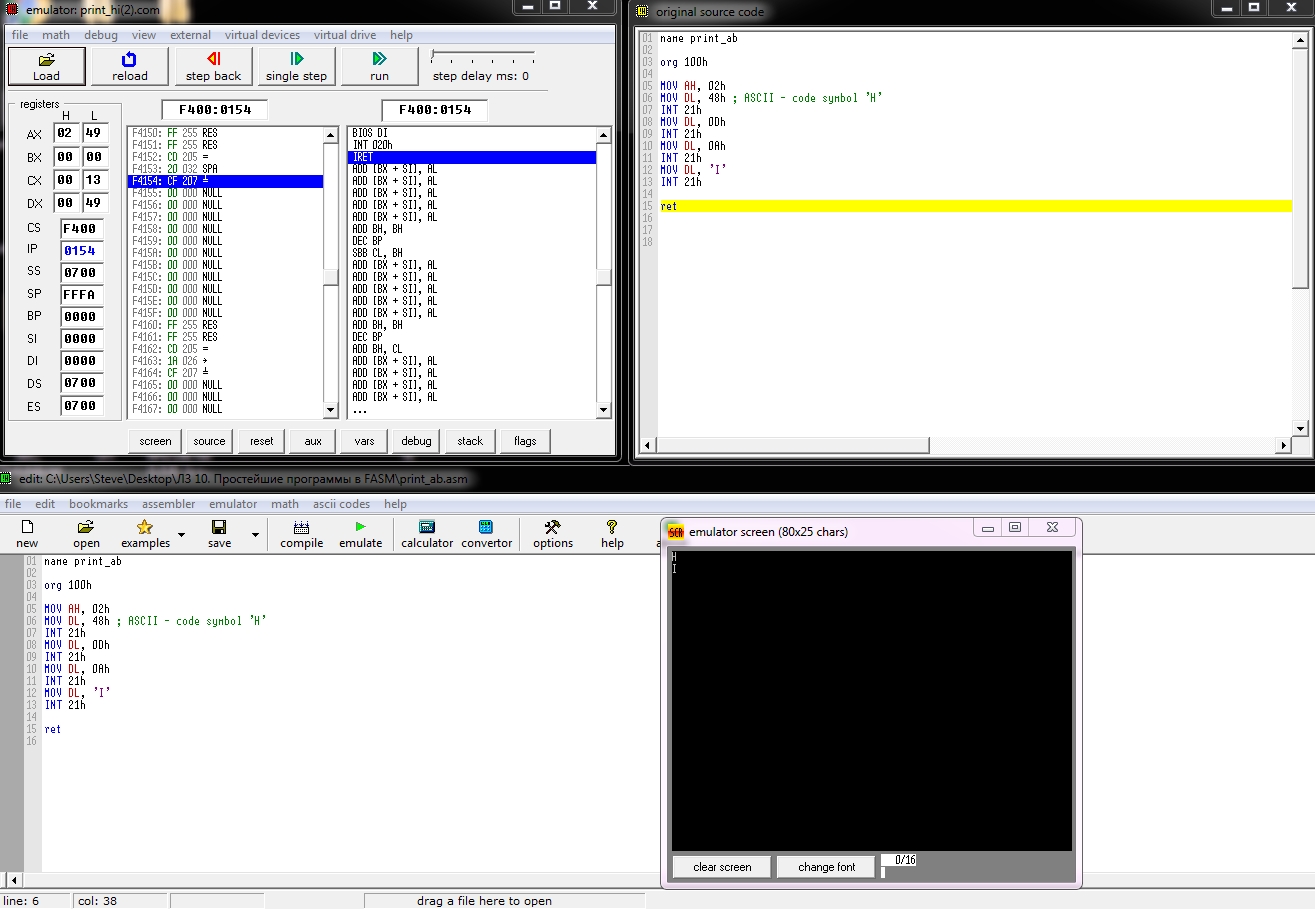 emulator: print_hi(2).com
file math debug view external virtual devices virtual drive help
Load reload step back single step run step delay ms: 0
registers
H L
F400:0154 F400:0154
AX 02 49
BX 00 00
CX 00 13
DX 00 49
CS F400
IP 0154
SS 0700
SP FFFA
BP 0000
SI 0000
DI 0000
DS 0700
ES 0700
F4150: FF 255 RES
F4151: FF 255 RES
F4152: CD 205 =
F4153: 20 032 SPA
F4154: CF 207 ╧
F4155: 00 000 NULL
F4156: 00 000 NULL
F4157: 00 000 NULL
F4158: 00 000 NULL
F4159: 00 000 NULL
F415A: 00 000 NULL
F415B: 00 000 NULL
F415C: 00 000 NULL
F415D: 00 000 NULL
F415E: 00 000 NULL
F415F: 00 000 NULL
F4160: FF 255 RES
F4161: FF 255 RES
F4162: CD 205 =
F4163: 1A 026 →
F4164: CF 207 ╧
F4165: 00 000 NULL
F4166: 00 000 NULL
F4167: 00 000 NULL
BIOS DI
INT 020h
IRET
ADD [BX + SI], AL
ADD [BX + SI], AL
ADD [BX + SI], AL
ADD [BX + SI], AL
ADD [BX + SI], AL
ADD BH, BH
DEC BP
SBB CL, BH
ADD [BX + SI], AL
ADD [BX + SI], AL
ADD [BX + SI], AL
ADD [BX + SI], AL
ADD [BX + SI], AL
ADD BH, BH
DEC BP
ADD BH, CL
ADD [BX + SI], AL
ADD [BX + SI], AL
ADD [BX + SI], AL
ADD [BX + SI], AL
...
screen source reset aux vars debug stack flags
original source code
01 name print_ab
02
03 org 100h
04
05 MOV AH, 02h
06 MOV DL, 48h ; ASCII - code symbol 'H'
07 INT 21h
08 MOV DL, 0Dh
09 INT 21h
10 MOV DL, 0Ah
11 INT 21h
12 MOV DL, 'I'
13 INT 21h
14
15 ret
16
17
18
edit: C:\Users\Steve\Desktop\ЛЗ 10. Простейшие программы в FASM\print_ab.asm
file edit bookmarks assembler emulator math ascii codes help
new open examples save compile emulate calculator convertor options help
01 name print_ab
02
03 org 100h
04
05 MOV AH, 02h
06 MOV DL, 48h ; ASCII - code symbol 'H'
07 INT 21h
08 MOV DL, 0Dh
09 INT 21h
10 MOV DL, 0Ah
11 INT 21h
12 MOV DL, 'I'
13 INT 21h
14
15 ret
16
SCR emulator screen (80x25 chars)
H
I
clear screen change font 0/16
line: 6 col: 38 drag a file here to open